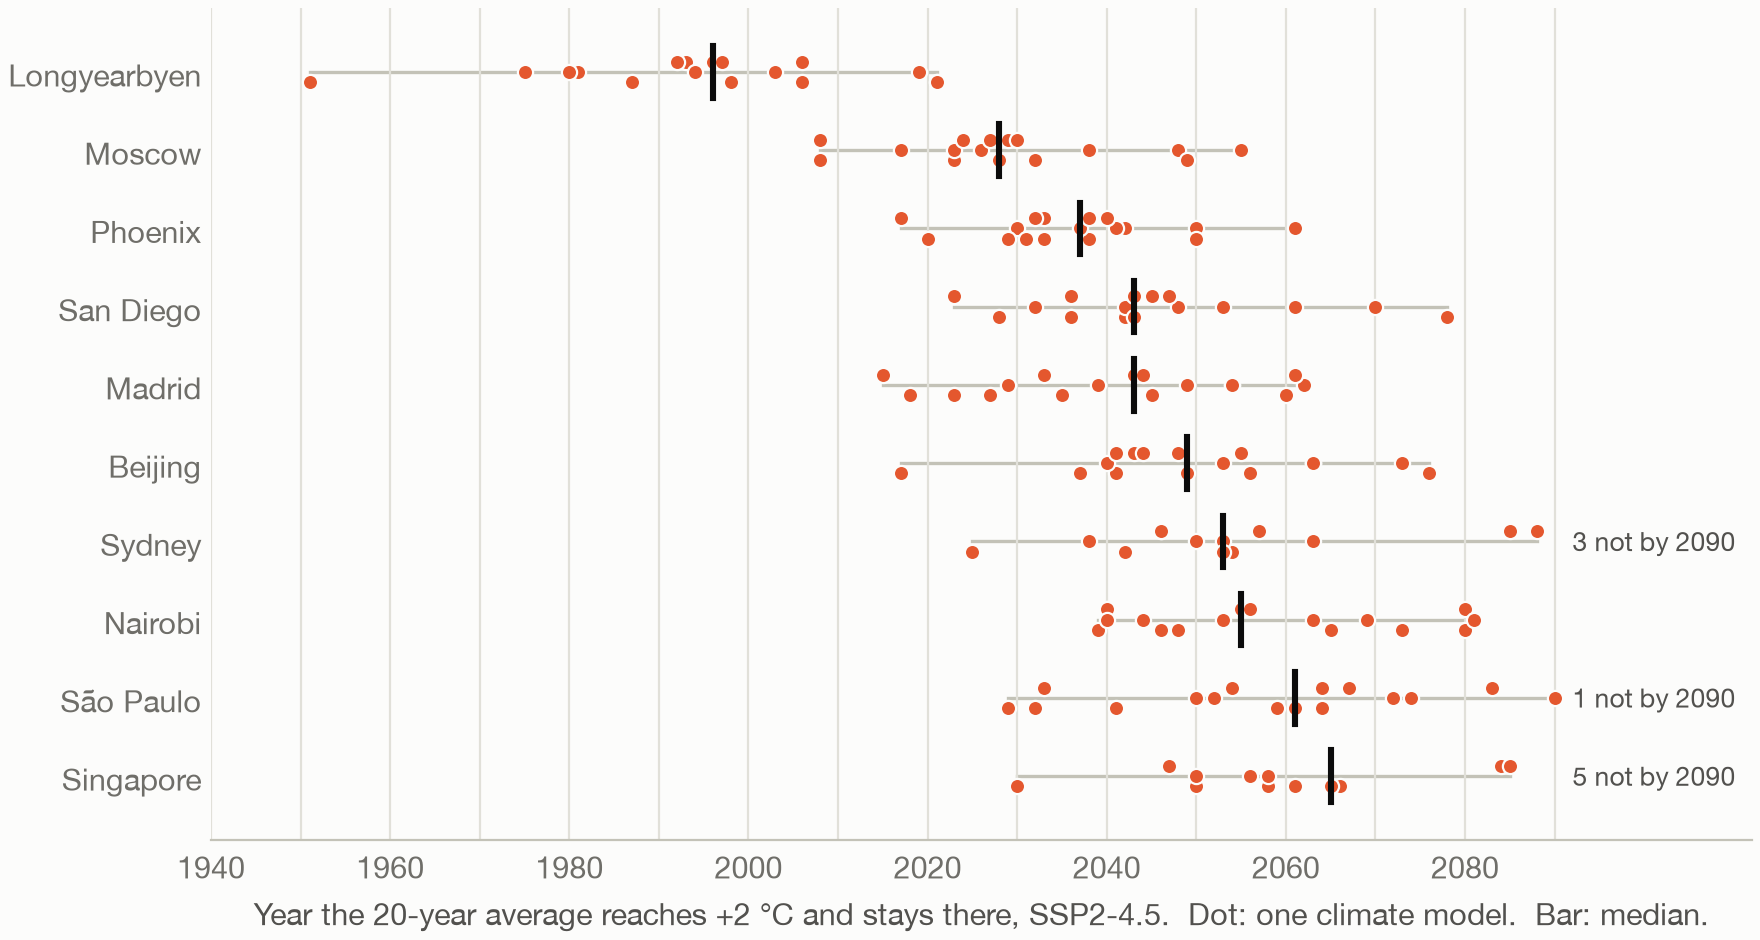 Longyearbyen
Moscow
Phoenix
San Diego
Madrid
Beijing
Sydney
3 not by 2090
Nairobi
São Paulo
1 not by 2090
Singapore
5 not by 2090
1940 1960 1980 2000 2020 2040 2060 2080
Year the 20-year average reaches +2 °C and stays there, SSP2-4.5. Dot: one climate model. Bar: median.